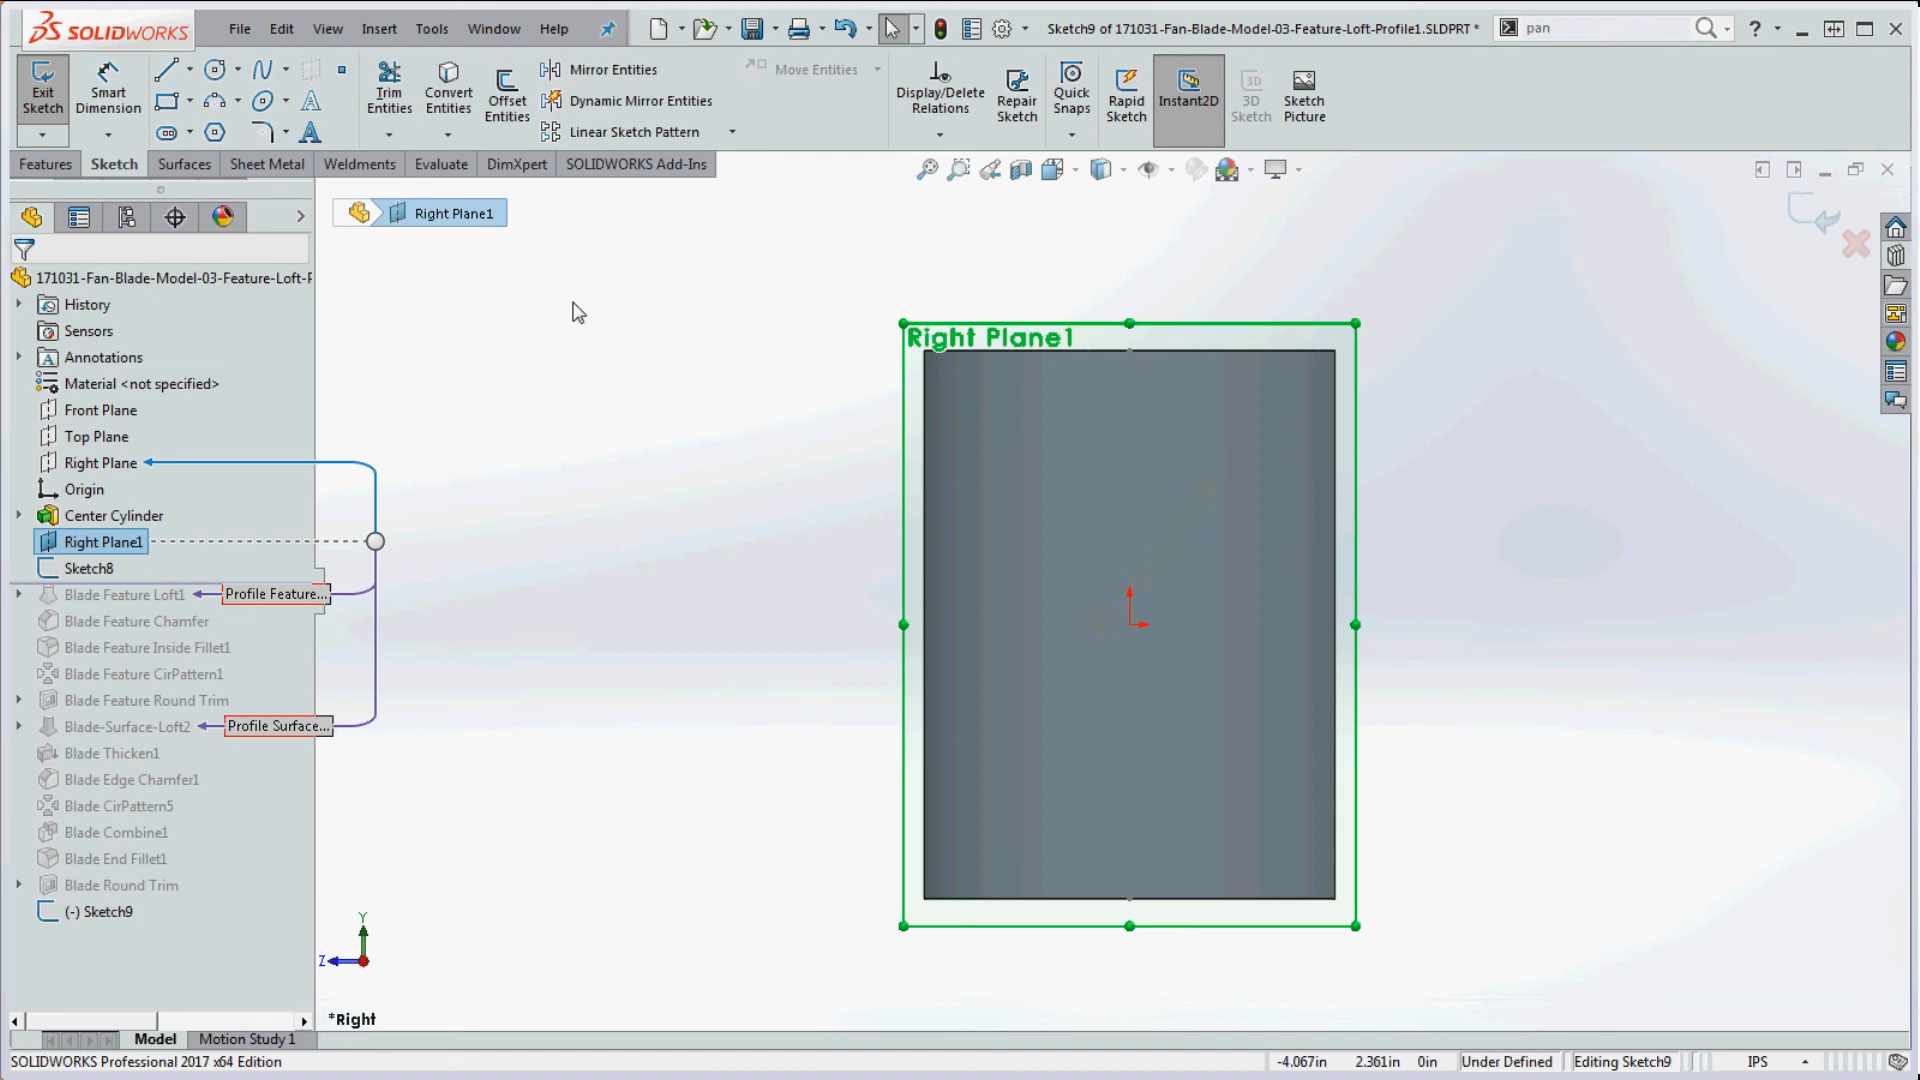 SOLIDWORKS
File Edit View Insert Tools Window Help
Sketch9 of 171031-Fan-Blade-Model-03-Feature-Loft-Profile1.SLDPRT *
pan
Exit Sketch
Smart Dimension
Trim Entities
Convert Entities
Offset Entities
Mirror Entities
Dynamic Mirror Entities
Linear Sketch Pattern
Move Entities
Display/Delete Relations
Repair Sketch
Quick Snaps
Rapid Sketch
Instant2D
3D Sketch
Sketch Picture
Features Sketch Surfaces Sheet Metal Weldments Evaluate DimXpert SOLIDWORKS Add-Ins
Right Plane1
171031-Fan-Blade-Model-03-Feature-Loft-P
History
Sensors
Annotations
Material <not specified>
Front Plane
Top Plane
Right Plane
Origin
Center Cylinder
Right Plane1
Sketch8
Blade Feature Loft1
Profile Feature...
Blade Feature Chamfer
Blade Feature Inside Fillet1
Blade Feature CirPattern1
Blade Feature Round Trim
Blade-Surface-Loft2
Profile Surface...
Blade Thicken1
Blade Edge Chamfer1
Blade CirPattern5
Blade Combine1
Blade End Fillet1
Blade Round Trim
(-) Sketch9
Right Plane1
Y
Z
*Right
Model Motion Study 1
SOLIDWORKS Professional 2017 x64 Edition
-4.067in 2.361in 0in Under Defined Editing Sketch9 IPS